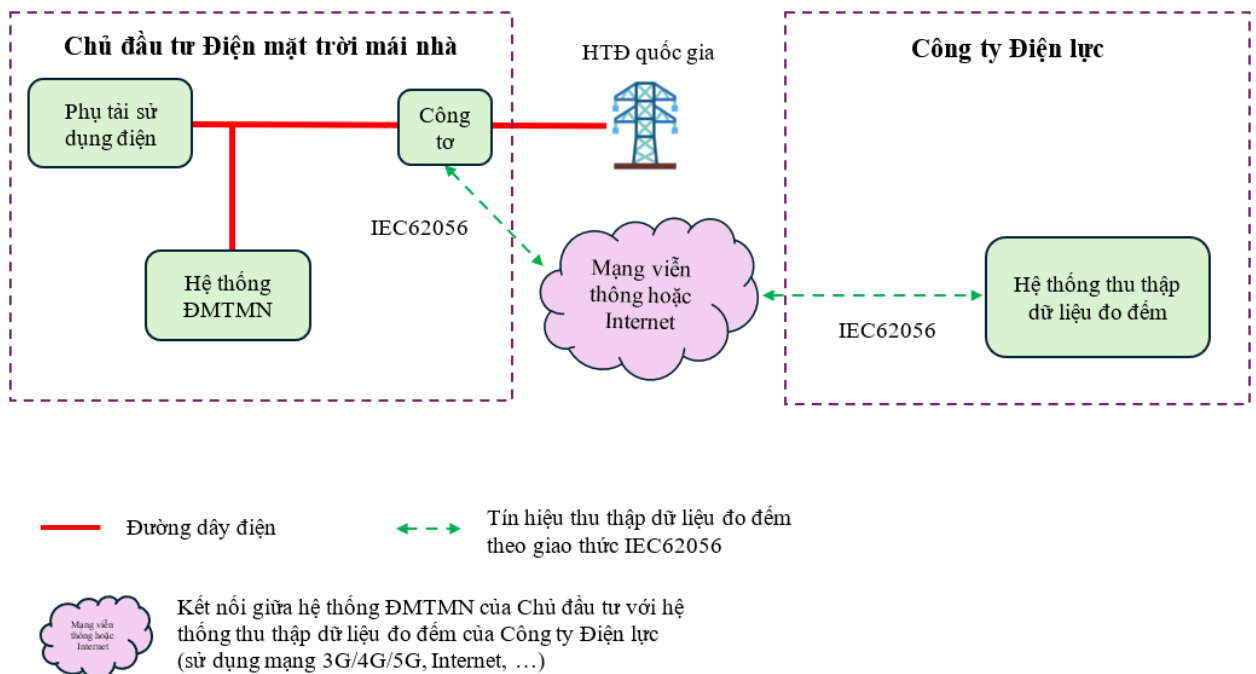 Chủ đầu tư Điện mặt trời mái nhà
HTĐ quốc gia
Công ty Điện lực
Phụ tải sử
dụng điện
Công
tơ
IEC62056
Hệ thống
ĐMTMN
Mạng viễn
thông hoặc
Internet
IEC62056
Hệ thống thu thập
dữ liệu đo đếm
Đường dây điện
Tín hiệu thu thập dữ liệu đo đếm
theo giao thức IEC62056
Mạng viễn
thông hoặc
Internet
Kết nối giữa hệ thống ĐMTMN của Chủ đầu tư với hệ
thống thu thập dữ liệu đo đếm của Công ty Điện lực
(sử dụng mạng 3G/4G/5G, Internet, …)